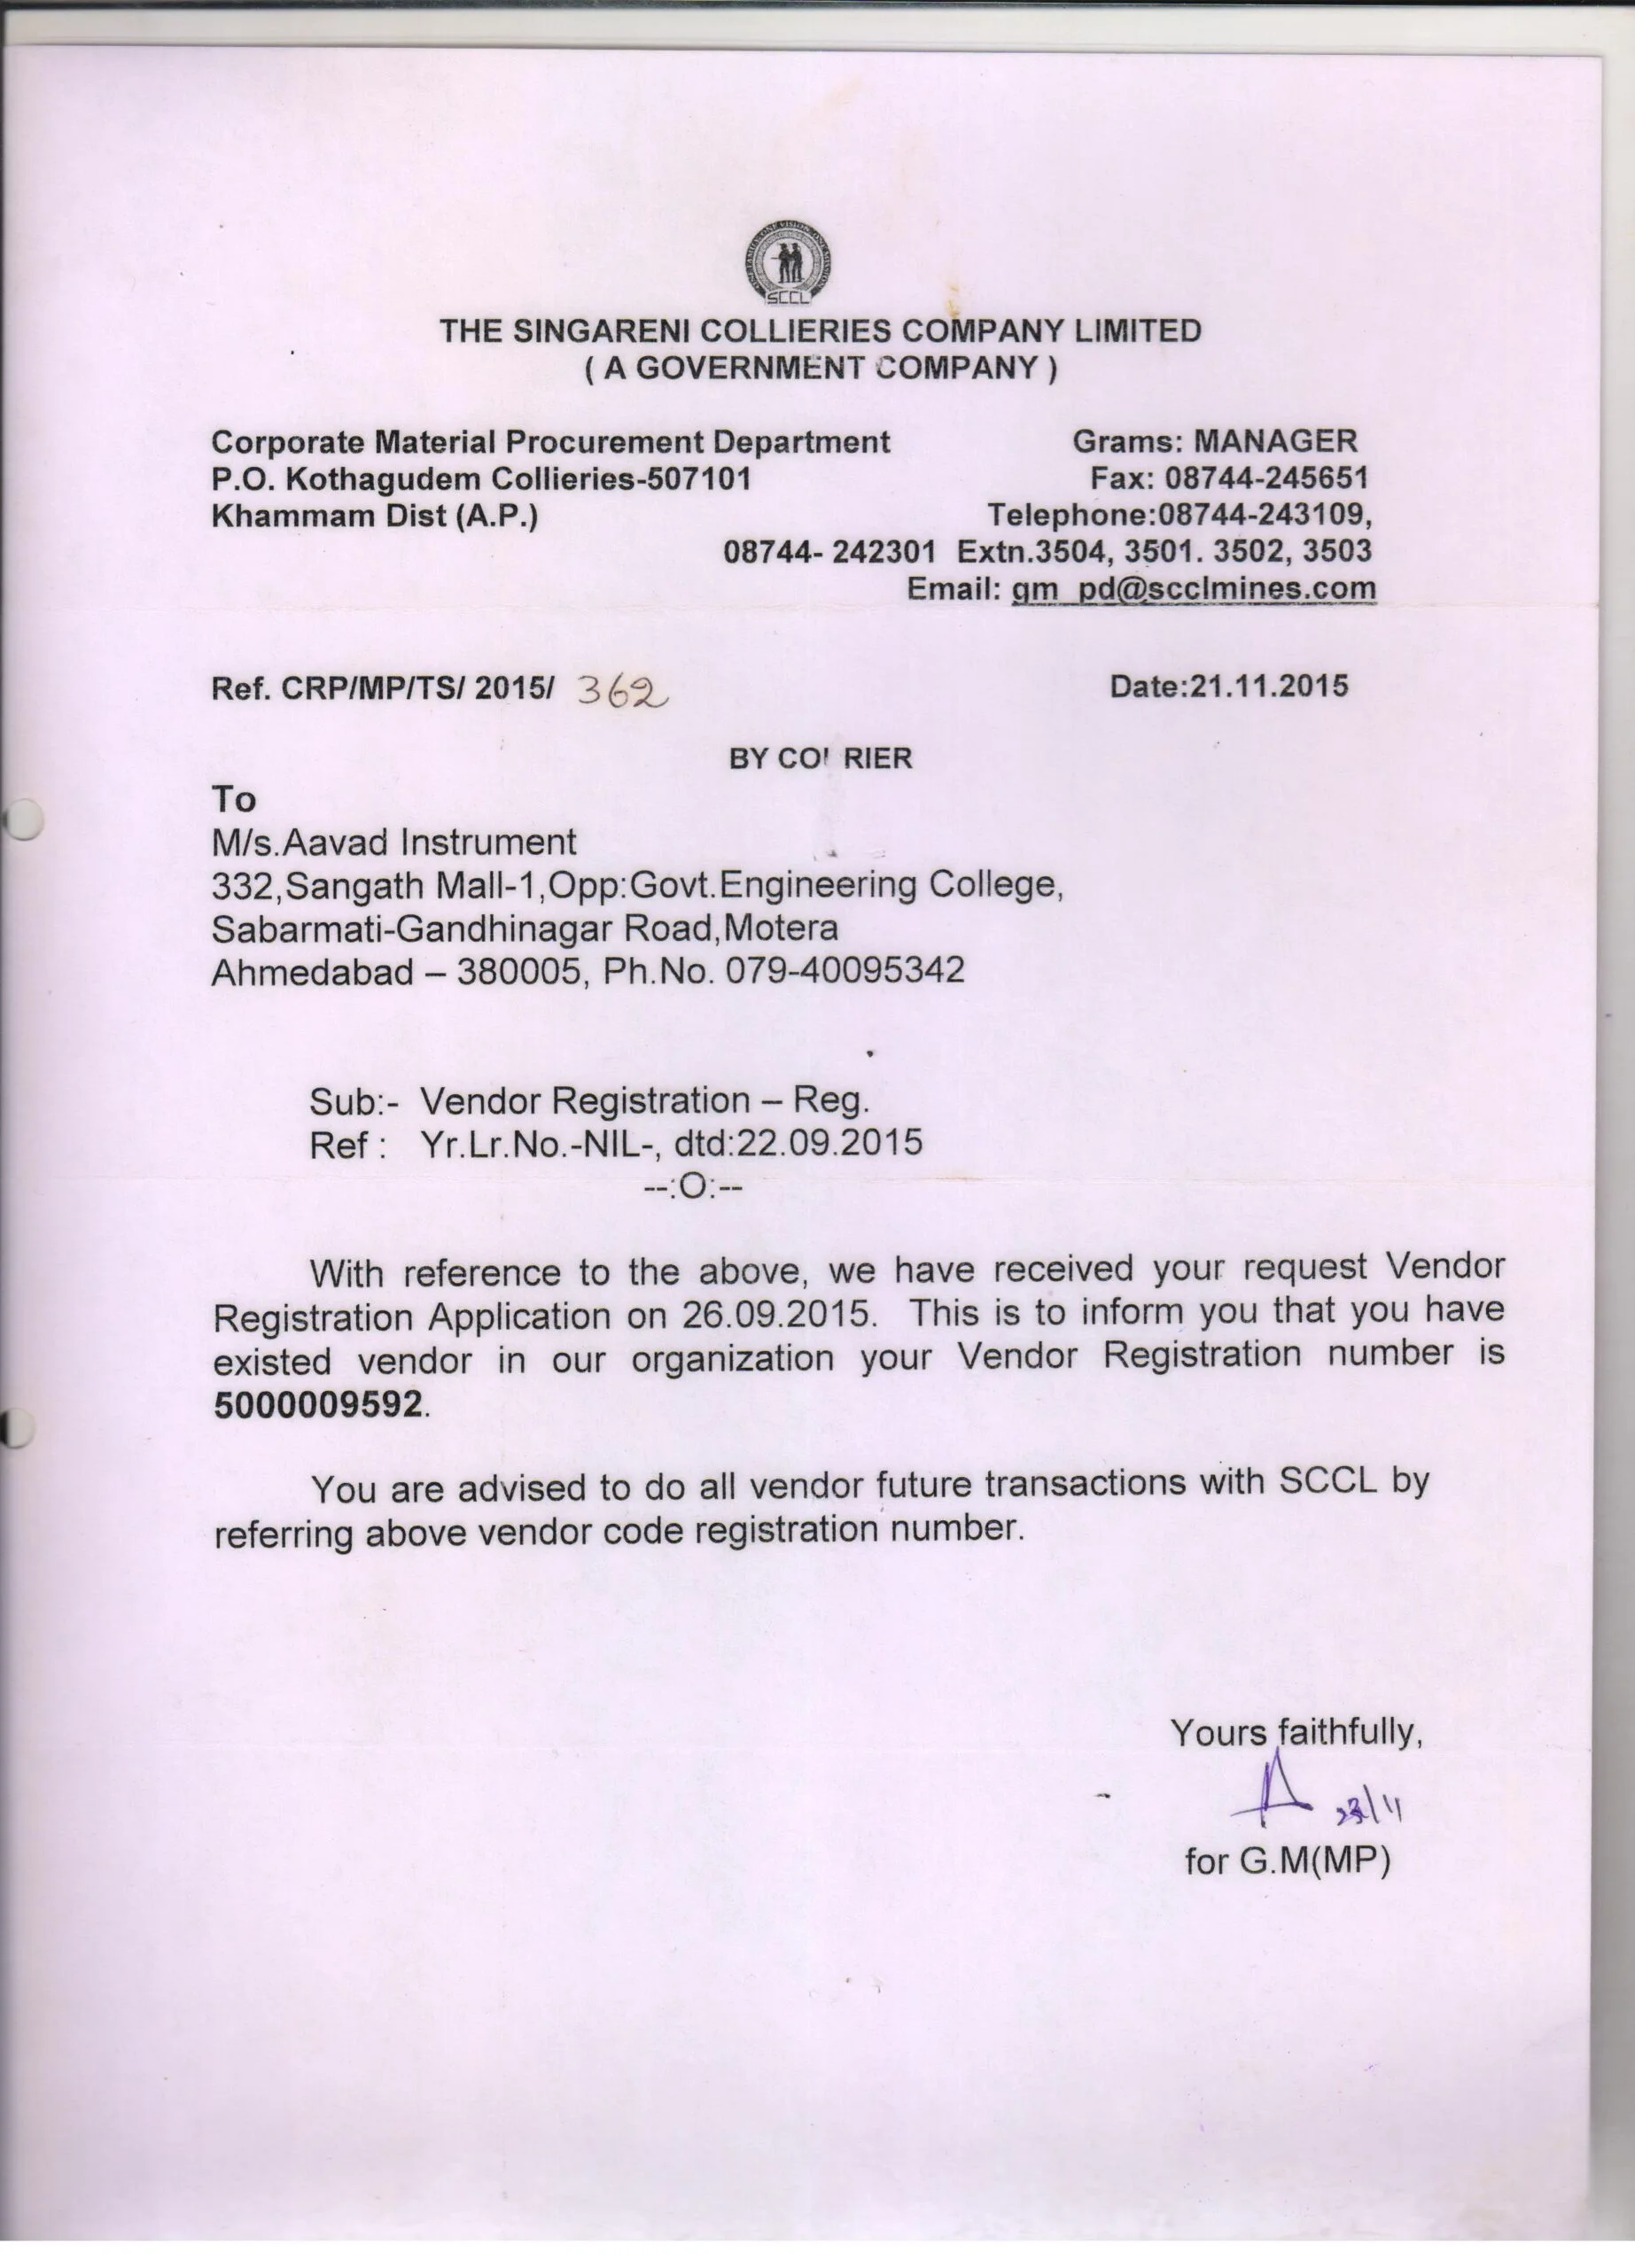 SCCL
THE SINGARENI COLLIERIES COMPANY LIMITED
( A GOVERNMENT COMPANY )
Corporate Material Procurement Department
P.O. Kothagudem Collieries-507101
Khammam Dist (A.P.)
Grams: MANAGER
Fax: 08744-245651
Telephone:08744-243109,
08744- 242301 Extn.3504, 3501. 3502, 3503
Email: gm_pd@scclmines.com
Ref. CRP/MP/TS/ 2015/ 362
Date:21.11.2015
BY CO RIER
To
M/s.Aavad Instrument
332,Sangath Mall-1,Opp:Govt.Engineering College,
Sabarmati-Gandhinagar Road,Motera
Ahmedabad – 380005, Ph.No. 079-40095342
Sub:- Vendor Registration – Reg.
Ref : Yr.Lr.No.-NIL-, dtd:22.09.2015
--:O:--
With reference to the above, we have received your request Vendor
Registration Application on 26.09.2015. This is to inform you that you have
existed vendor in our organization your Vendor Registration number is
5000009592.
You are advised to do all vendor future transactions with SCCL by
referring above vendor code registration number.
Yours faithfully,
23/11
for G.M(MP)